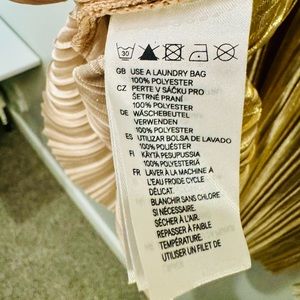 30
GB USE A LAUNDRY BAG
100% POLYESTER
CZ PERTE V SÁČKU PRO
ŠETRNÉ PRANÍ
100% POLYESTER
DE WÄSCHEBEUTEL
VERWENDEN
100% POLYESTER
ES UTILIZAR BOLSA DE LAVADO
100% POLIÉSTER
FI KÄYTÄ PESUPUSSIA
100% POLYESTERIÄ
FR LAVER À LA MACHINE À
L'EAU FROIDE CYCLE
DÉLICAT.
BLANCHIR SANS CHLORE
SI NÉCESSAIRE.
SÉCHER À L'AIR.
REPASSER À FAIBLE
TEMPÉRATURE.
UTILISER UN FILET DE